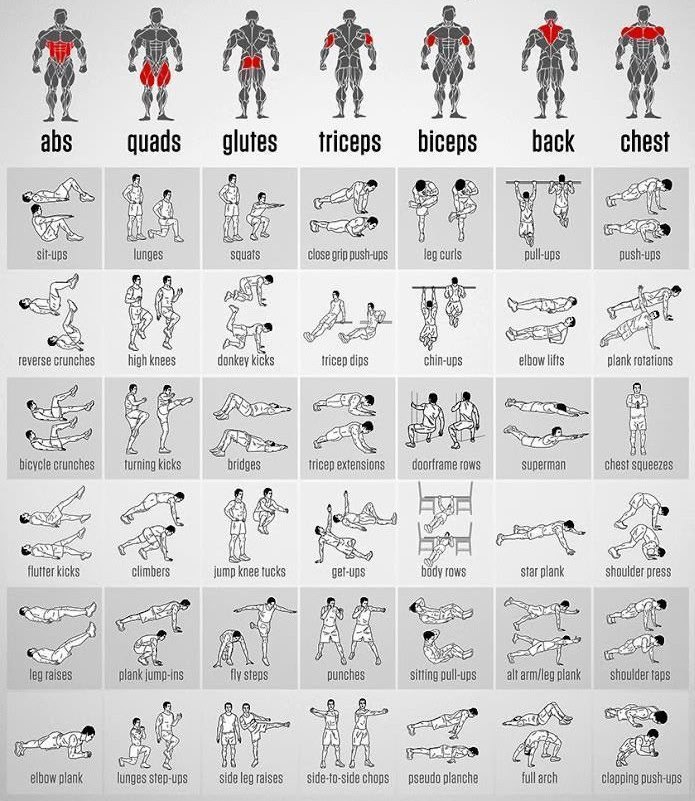 abs
quads
glutes
triceps
biceps
back
chest
sit-ups
lunges
squats
close grip push-ups
leg curls
pull-ups
push-ups
reverse crunches
high knees
donkey kicks
tricep dips
chin-ups
elbow lifts
plank rotations
bicycle crunches
turning kicks
bridges
tricep extensions
doorframe rows
superman
chest squeezes
flutter kicks
climbers
jump knee tucks
get-ups
body rows
star plank
shoulder press
leg raises
plank jump-ins
fly steps
punches
sitting pull-ups
alt arm/leg plank
shoulder taps
elbow plank
lunges step-ups
side leg raises
side-to-side chops
pseudo planche
full arch
clapping push-ups